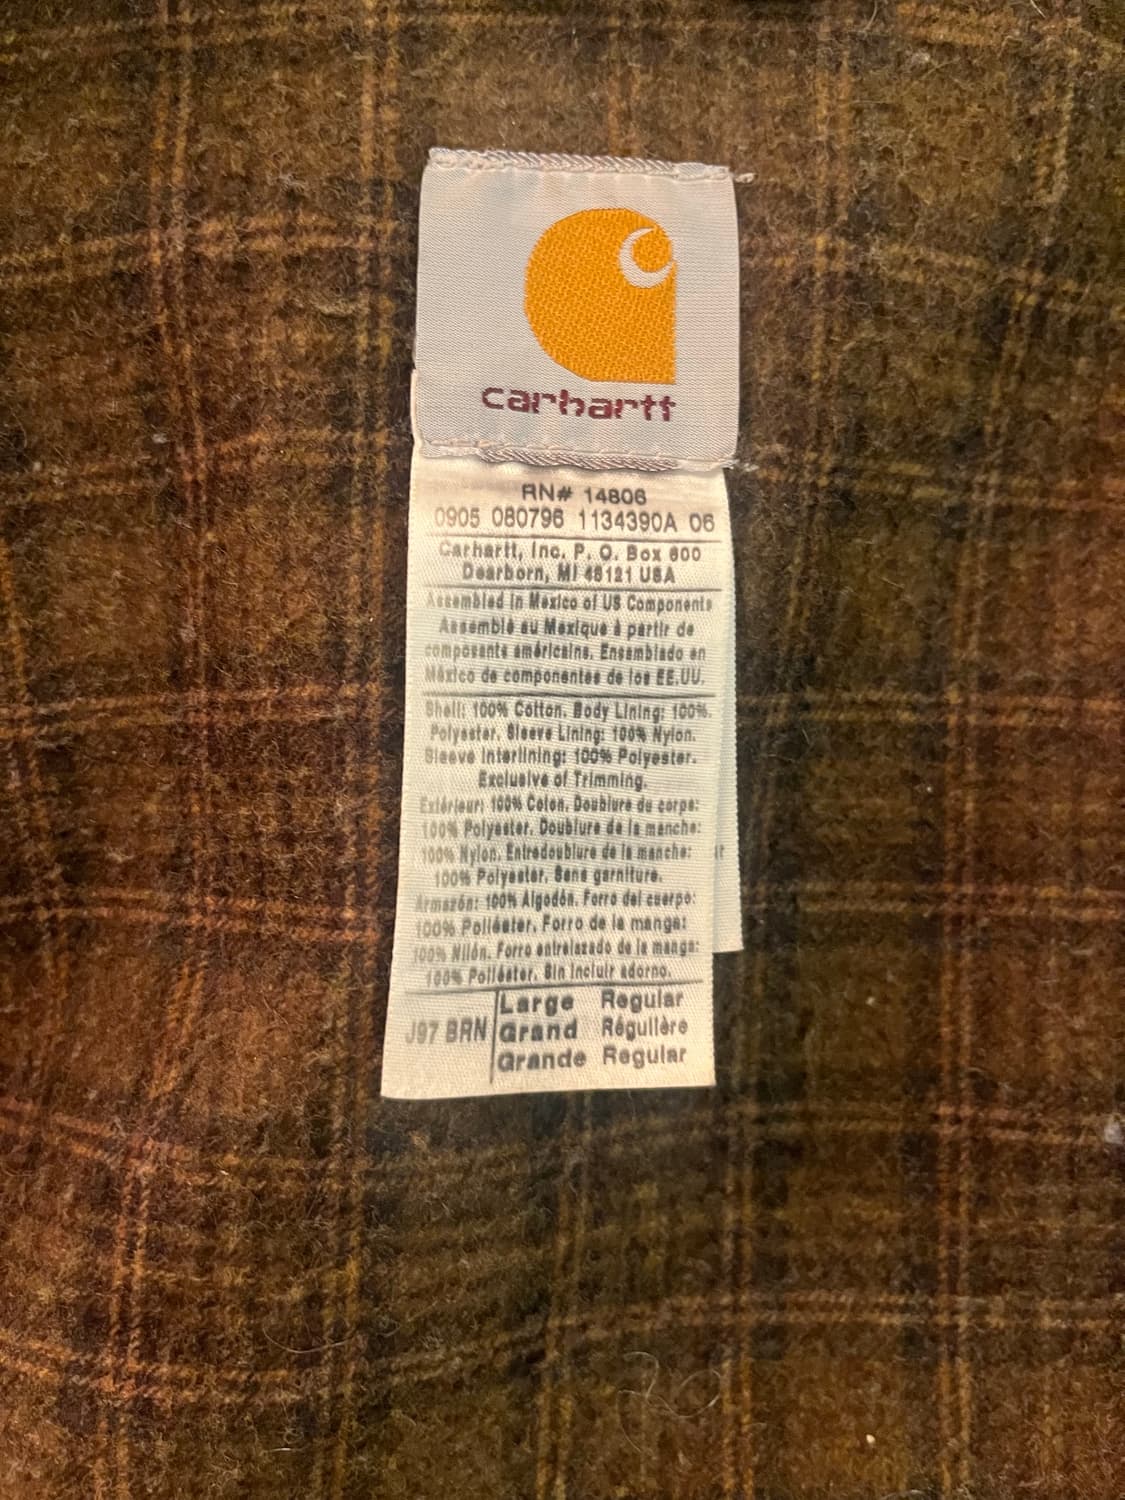 carhartt
RN# 14806
0905 080796 1134390A 06
Carhartt, Inc. P. O. Box 600
Dearborn, MI 48121 USA
Assembled in Mexico of US Components
Assemblé au Mexique à partir de
composants américains. Ensamblado en
México de componentes de los EE.UU.
Shell: 100% Cotton. Body Lining: 100%.
Polyester. Sleeve Lining: 100% Nylon.
Sleeve Interlining: 100% Polyester.
Exclusive of Trimming.
Extérieur: 100% Coton. Doublure du corps:
100% Polyester. Doublure de la manche:
100% Nylon. Entredoublure de la manche:
100% Polyester. Sans garniture.
Armazón: 100% Algodón. Forro del cuerpo:
100% Poliéster. Forro de la manga:
100% Nilón. Forro entrelazado de la manga:
100% Poliéster. Sin incluir adorno.
Large Regular
J97 BRN Grand Régulière
Grande Regular